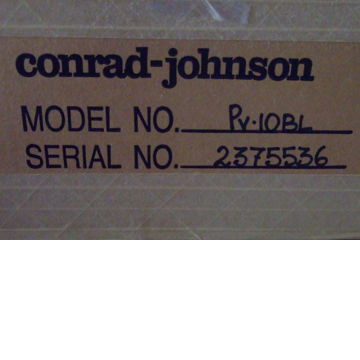 conrad-johnson
MODEL NO. PV·10BL
SERIAL NO. 2375536